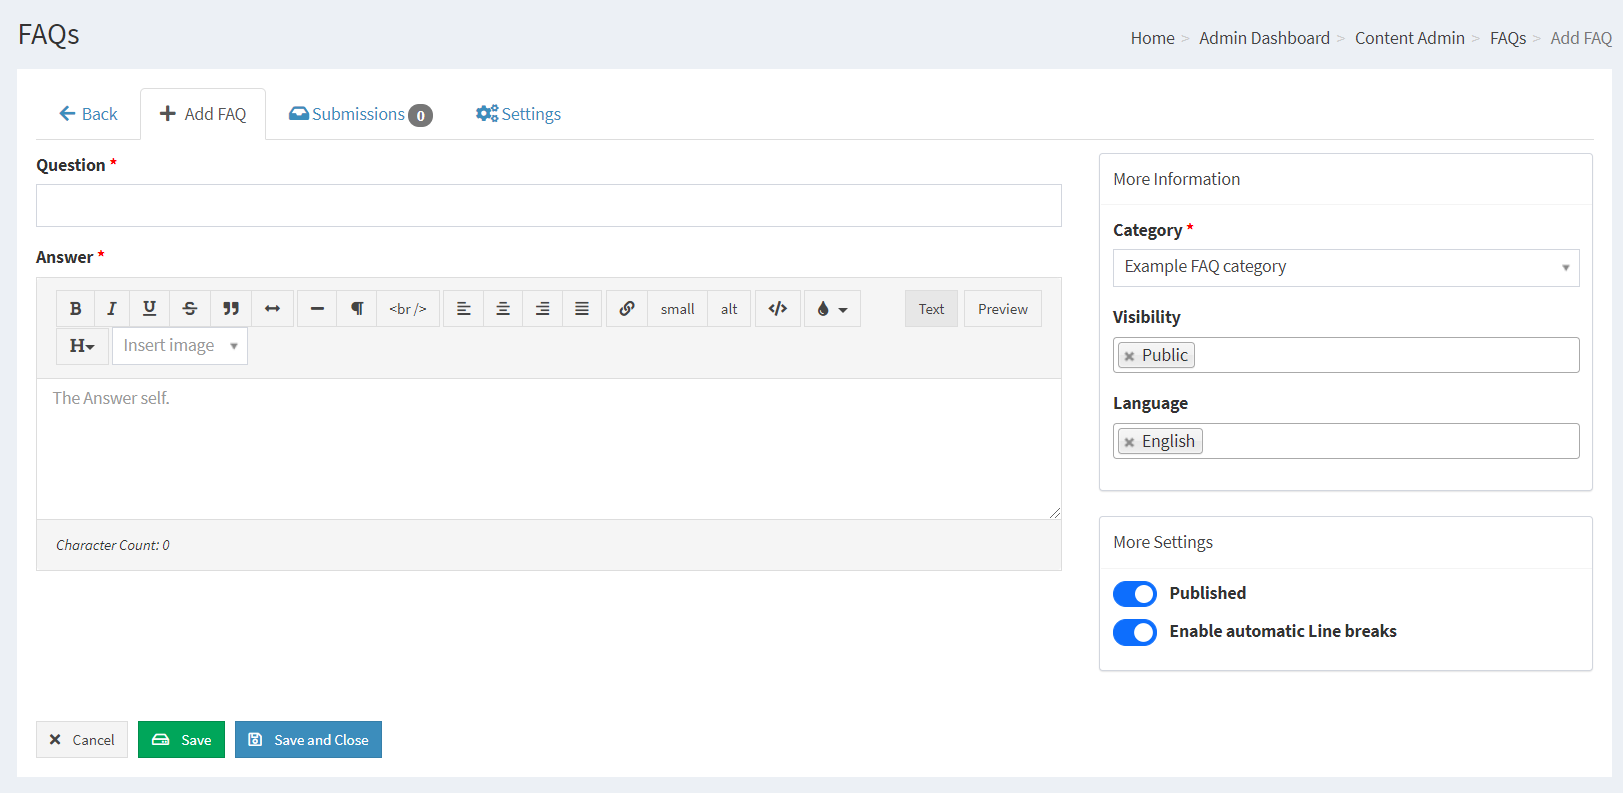 FAQs
Home > Admin Dashboard > Content Admin > FAQs > Add FAQ
Back
Add FAQ
Submissions 0
Settings
Question *
Answer *
B I U S <br /> small alt Text Preview
H Insert image
The Answer self.
Character Count: 0
More Information
Category *
Example FAQ category
Visibility
× Public
Language
× English
More Settings
Published
Enable automatic Line breaks
Cancel
Save
Save and Close